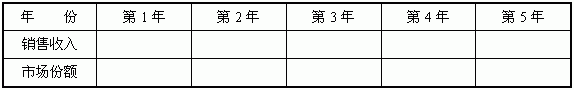 年 份 第1年 第2年 第3年 第4年 第5年
销售收入
市场份额